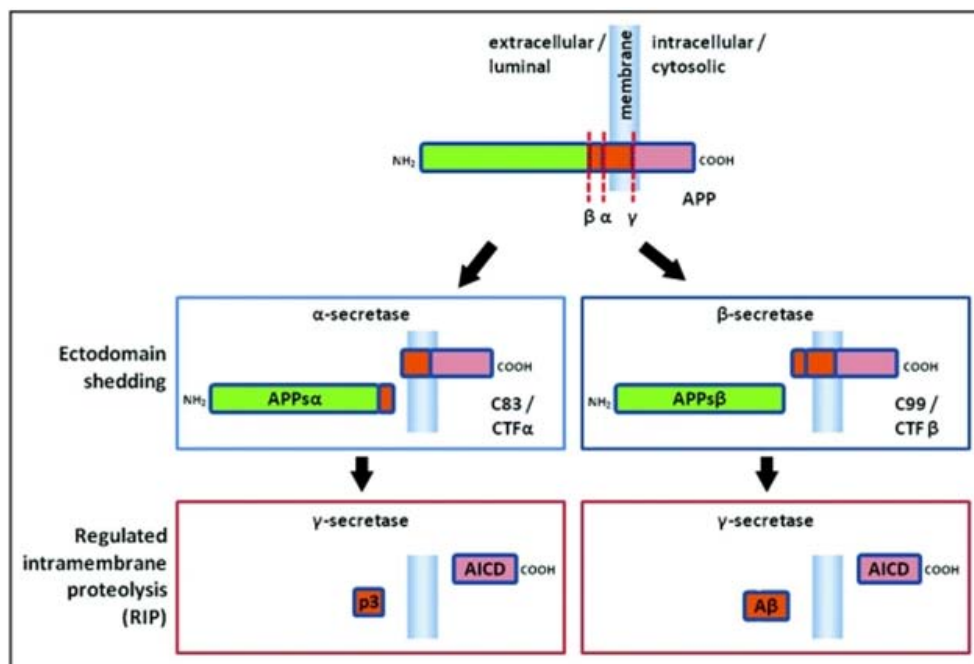 extracellular /
luminal
membrane
intracellular /
cytosolic
NH₂
COOH
APP
β α γ
Ectodomain
shedding
α-secretase
COOH
NH₂
APPsα
C83 /
CTFα
β-secretase
COOH
NH₂
APPsβ
C99 /
CTF β
Regulated
intramembrane
proteolysis
(RIP)
γ-secretase
AICD
COOH
p3
γ-secretase
AICD
COOH
Aβ